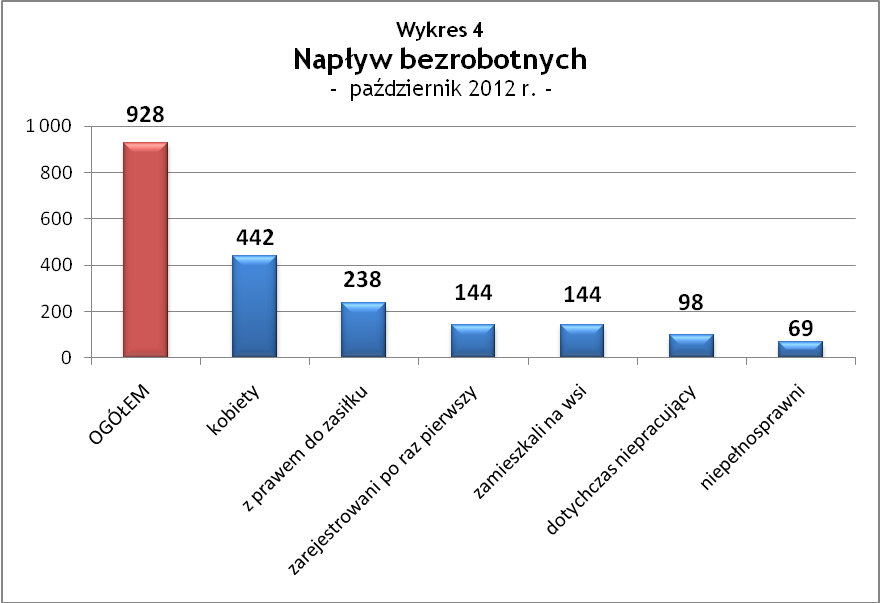 Wykres 4
Napływ bezrobotnych
- październik 2012 r. -
928
1 000
800
600
400
200
0
442
238
144
144
98
69
OGÓŁEM
kobiety
z prawem do zasiłku
zarejestrowani po raz pierwszy
zamieszkali na wsi
dotychczas niepracujący
niepełnosprawni